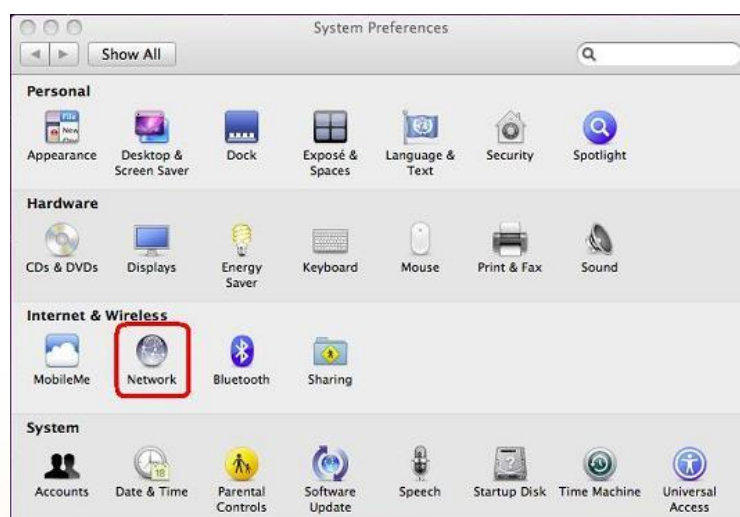 System Preferences
Show All
Personal
Appearance
Desktop &
Screen Saver
Dock
Exposé &
Spaces
Language &
Text
Security
Spotlight
Hardware
CDs & DVDs
Displays
Energy
Saver
Keyboard
Mouse
Print & Fax
Sound
Internet & Wireless
MobileMe
Network
Bluetooth
Sharing
System
Accounts
Date & Time
Parental
Controls
Software
Update
Speech
Startup Disk
Time Machine
Universal
Access